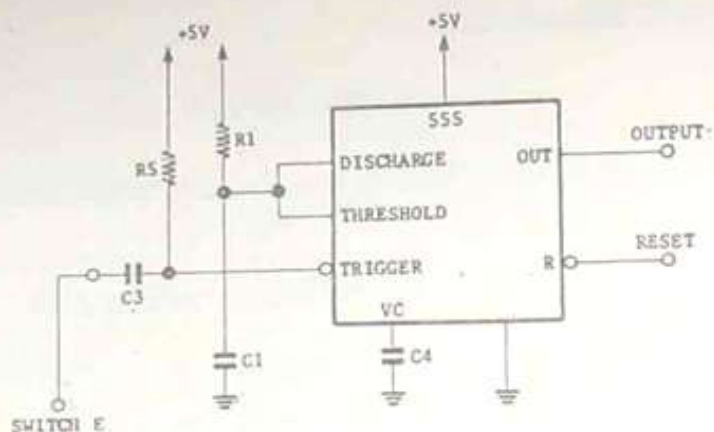 +5V
+5V
555
R1
R5
DISCHARGE
OUT
OUTPUT
THRESHOLD
RESET
TRIGGER
R
C3
VC
C1
C4
SWITCH E